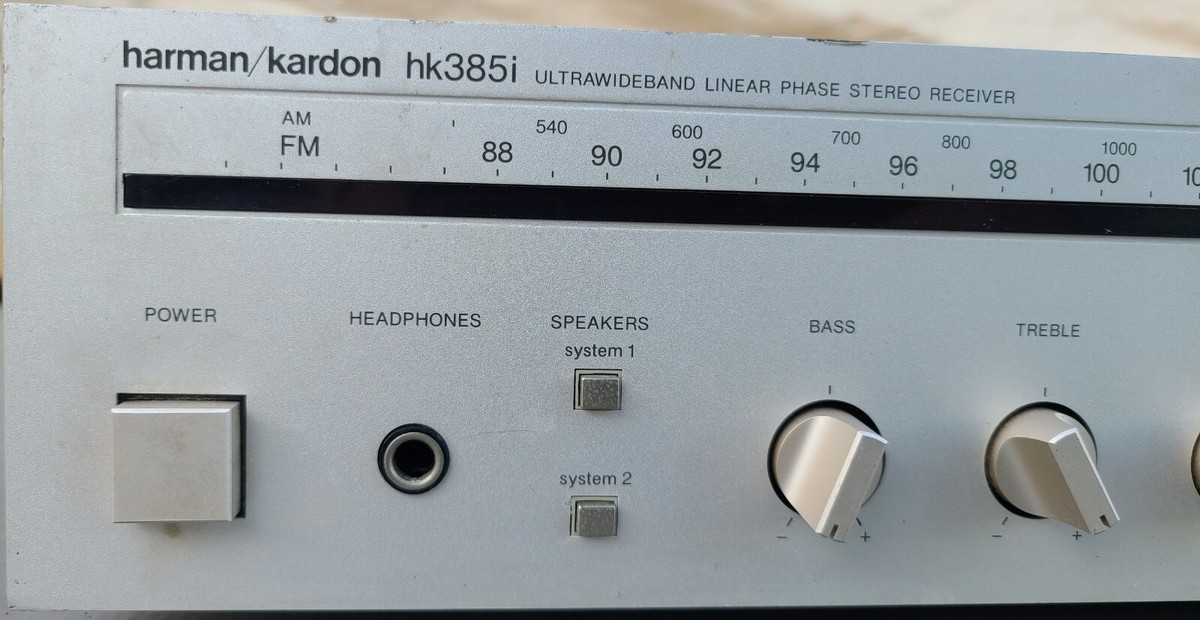 harman/kardon hk385i ULTRAWIDEBAND LINEAR PHASE STEREO RECEIVER
AM 540 600 700 800 1000
FM 88 90 92 94 96 98 100
POWER HEADPHONES SPEAKERS BASS TREBLE
system 1
system 2
- + - +